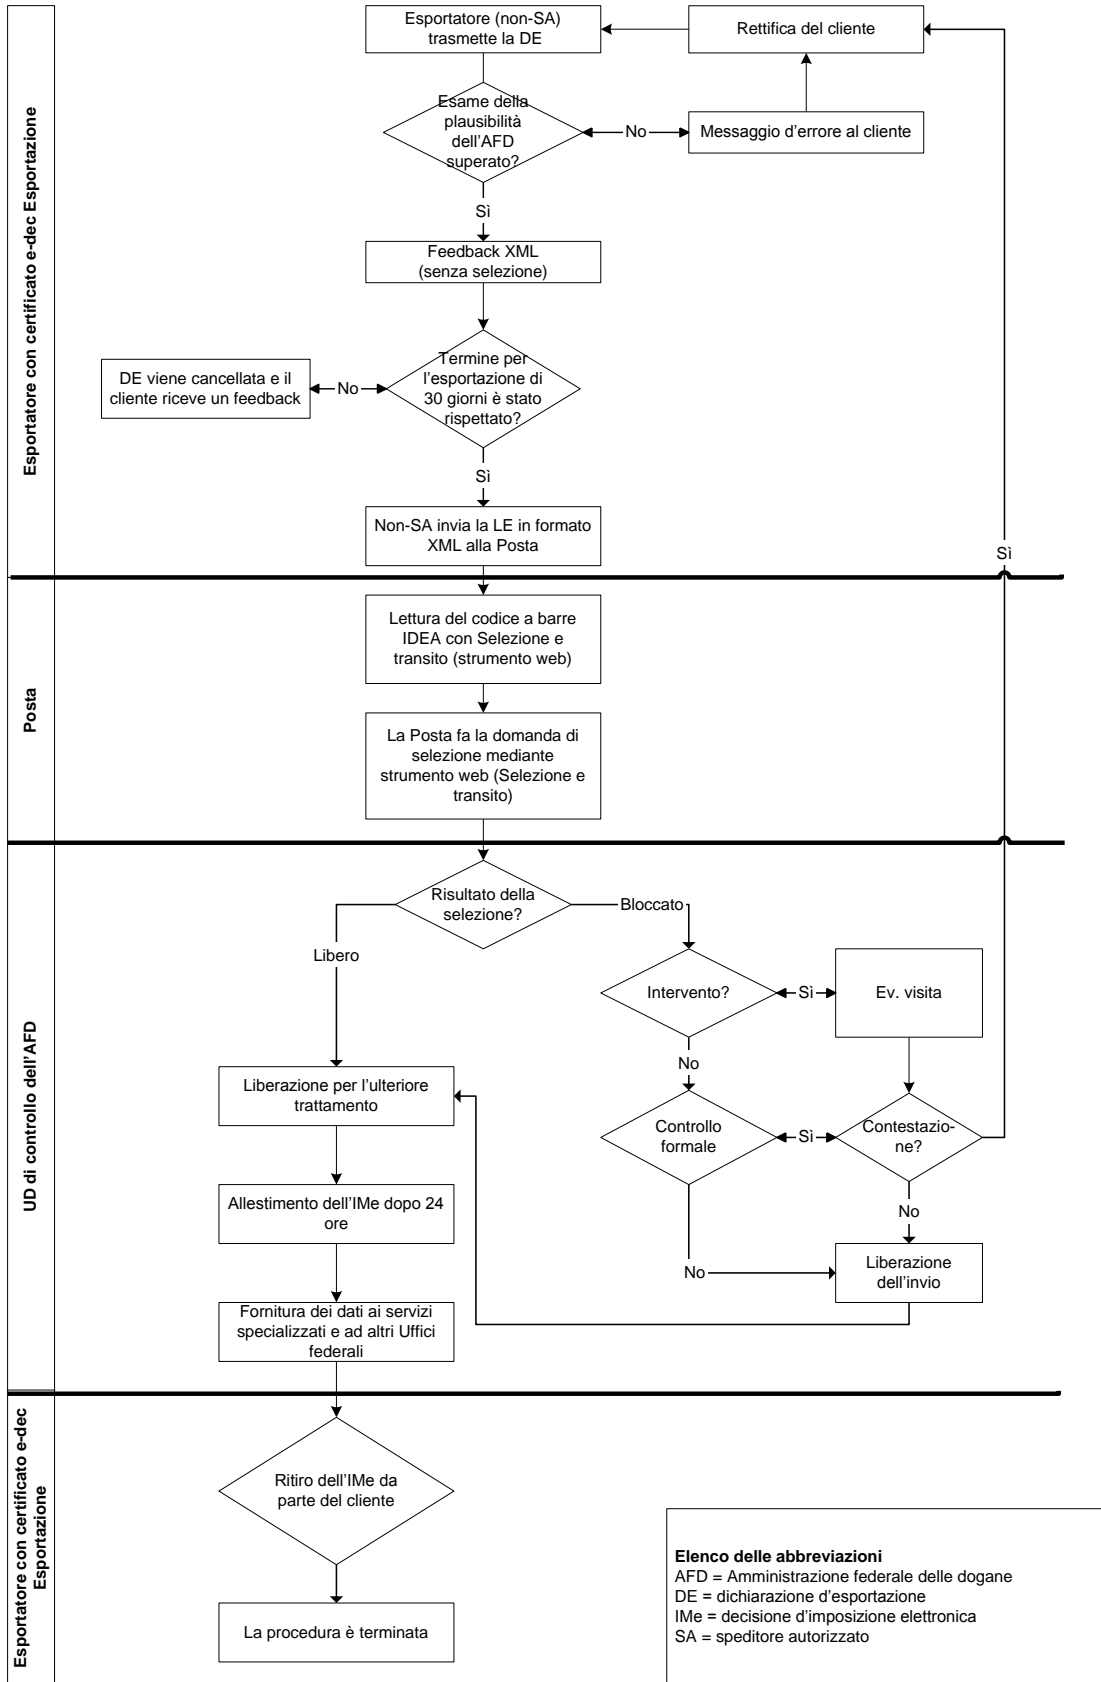 Esportatore con certificato e-dec Esportazione
Esportatore (non-SA)
trasmette la DE
Rettifica del cliente
Esame della
plausibilità
dell'AFD
superato?
No
Messaggio d'errore al cliente
Sì
Feedback XML
(senza selezione)
Termine per
l'esportazione di
30 giorni è stato
rispettato?
No
DE viene cancellata e il
cliente riceve un feedback
Sì
Non-SA invia la LE in formato
XML alla Posta
Sì
Posta
Lettura del codice a barre
IDEA con Selezione e
transito (strumento web)
La Posta fa la domanda di
selezione mediante
strumento web (Selezione e
transito)
UD di controllo dell'AFD
Risultato della
selezione?
Bloccato
Libero
Intervento?
Sì
Ev. visita
No
Liberazione per l'ulteriore
trattamento
Controllo
formale
Sì
Contestazio-
ne?
No
Allestimento dell'IMe dopo 24
ore
No
Liberazione
dell'invio
Fornitura dei dati ai servizi
specializzati e ad altri Uffici
federali
Esportatore con certificato e-dec
Esportazione
Ritiro dell'IMe da
parte del cliente
La procedura è terminata
Elenco delle abbreviazioni
AFD = Amministrazione federale delle dogane
DE = dichiarazione d'esportazione
IMe = decisione d'imposizione elettronica
SA = speditore autorizzato